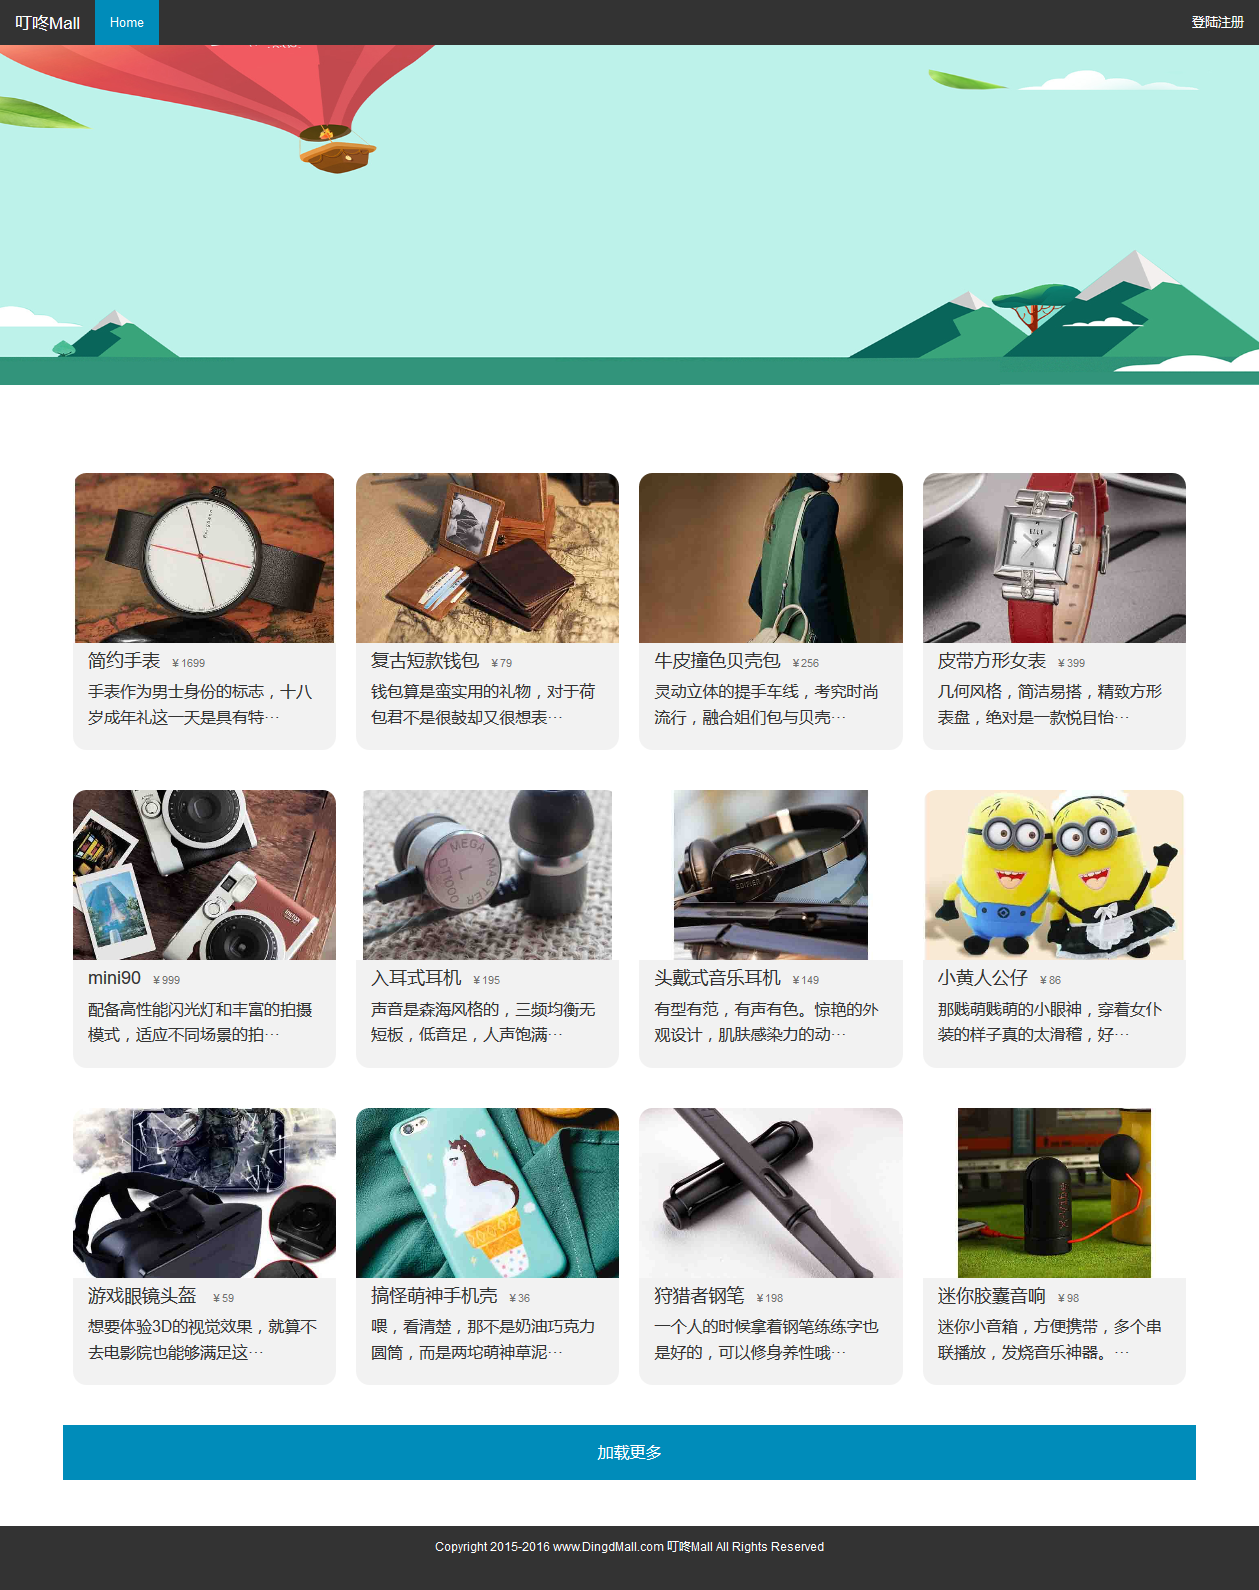 叮咚Mall Home 登陆注册
简约手表 ¥1699
手表作为男士身份的标志，十八
岁成年礼这一天是具有特…
复古短款钱包 ¥79
钱包算是蛮实用的礼物，对于荷
包君不是很鼓却又很想表…
牛皮撞色贝壳包 ¥256
灵动立体的提手车线，考究时尚
流行，融合姐们包与贝壳…
皮带方形女表 ¥399
几何风格，简洁易搭，精致方形
表盘，绝对是一款悦目怡…
MEGA
MASTER
DT1000
L
EDIFIER
mini90 ¥999
配备高性能闪光灯和丰富的拍摄
模式，适应不同场景的拍…
入耳式耳机 ¥195
声音是森海风格的，三频均衡无
短板，低音足，人声饱满…
头戴式音乐耳机 ¥149
有型有范，有声有色。惊艳的外
观设计，肌肤感染力的动…
小黄人公仔 ¥86
那贱萌贱萌的小眼神，穿着女仆
装的样子真的太滑稽，好…
游戏眼镜头盔 ¥59
想要体验3D的视觉效果，就算不
去电影院也能够满足这…
搞怪萌神手机壳 ¥36
喂，看清楚，那不是奶油巧克力
圆筒，而是两坨萌神草泥…
狩猎者钢笔 ¥198
一个人的时候拿着钢笔练练字也
是好的，可以修身养性哦…
迷你胶囊音响 ¥98
迷你小音箱，方便携带，多个串
联播放，发烧音乐神器。…
加载更多
Copyright 2015-2016 www.DingdMall.com 叮咚Mall All Rights Reserved